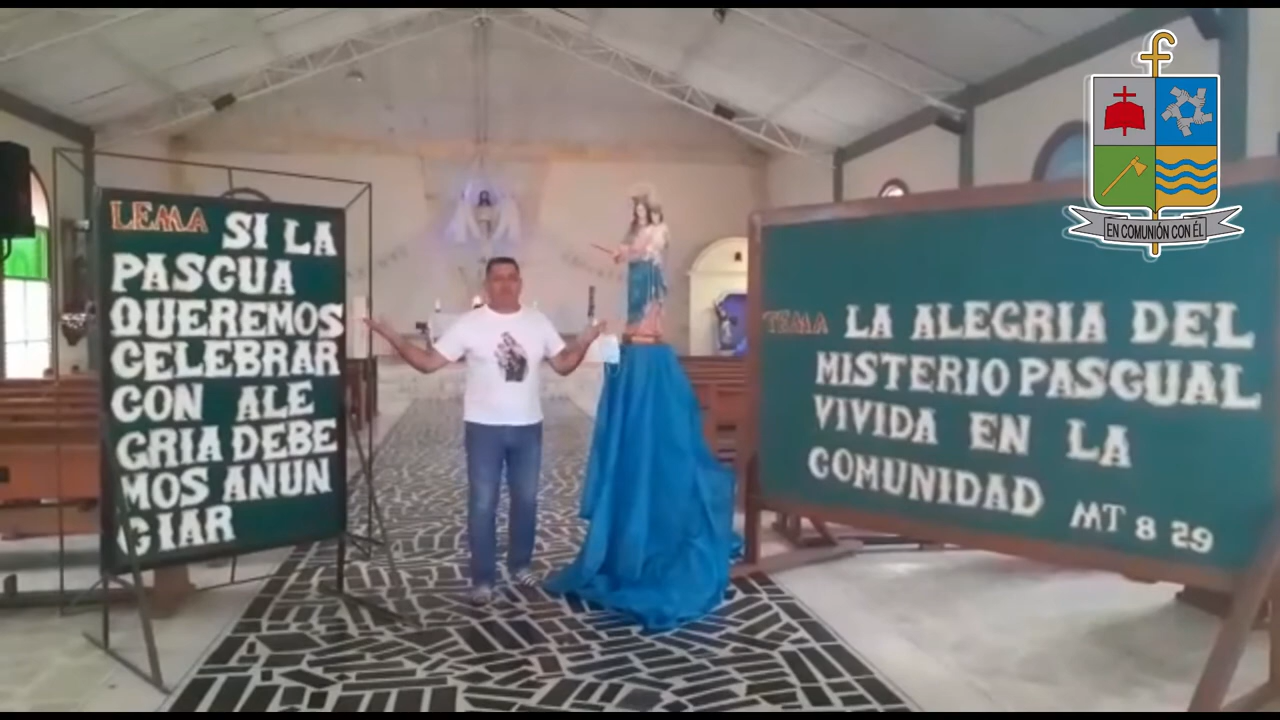 LEMA SI LA
PASCUA
QUEREMOS
CELEBRAR
CON ALE
GRIA DEBE
MOS ANUN
CIAR
TEMA LA ALEGRIA DEL
MISTERIO PASCUAL
VIVIDA EN LA
COMUNIDAD MT 8 29
EN COMUNIÓN CON ÉL